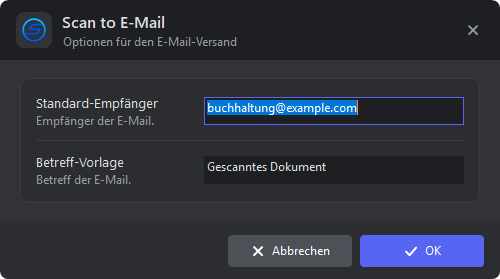 Scan to E-Mail
Optionen für den E-Mail-Versand
Standard-Empfänger
buchhaltung@example.com
Empfänger der E-Mail.
Betreff-Vorlage
Gescanntes Dokument
Betreff der E-Mail.
Abbrechen
OK